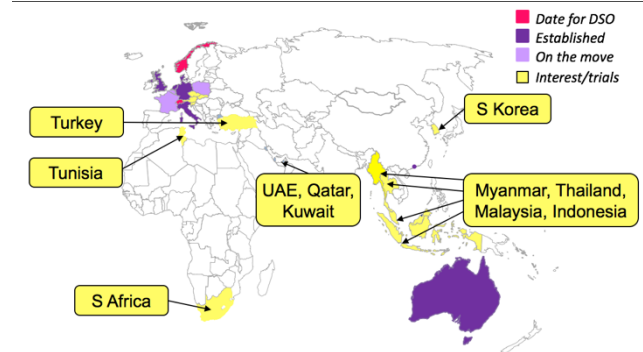 Date for DSO
Established
On the move
Interest/trials
Turkey
S Korea
Tunisia
UAE, Qatar,
Kuwait
Myanmar, Thailand,
Malaysia, Indonesia
S Africa